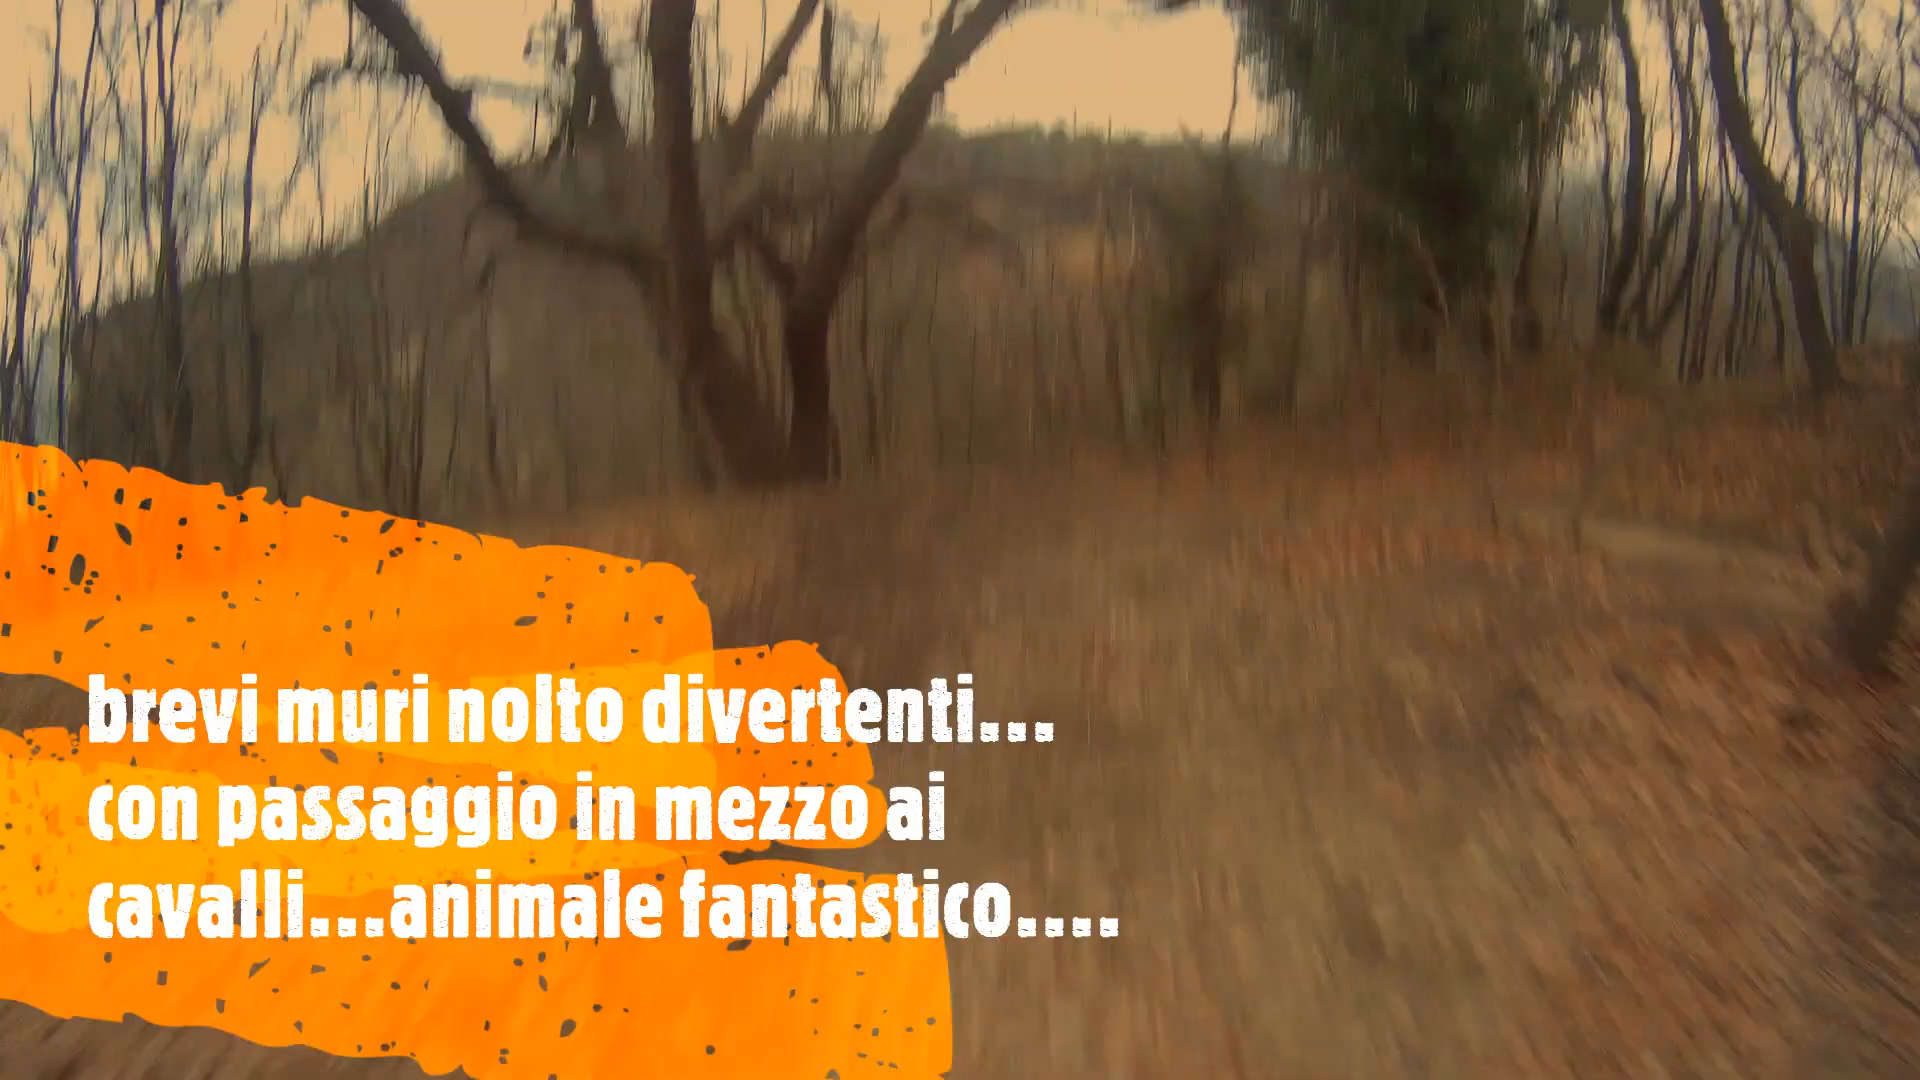 brevi muri nolto divertenti...
con passaggio in mezzo ai
cavalli...animale fantastico....